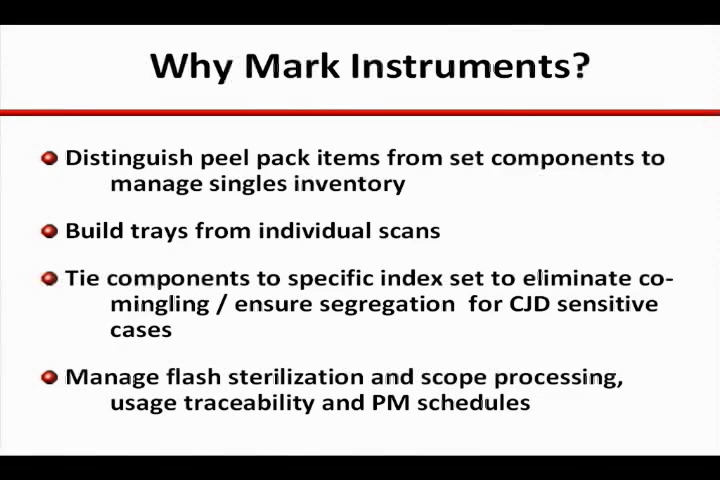 Why Mark Instruments?
Distinguish peel pack items from set components to
manage singles inventory
Build trays from individual scans
Tie components to specific index set to eliminate co-
mingling / ensure segregation for CJD sensitive
cases
Manage flash sterilization and scope processing,
usage traceability and PM schedules